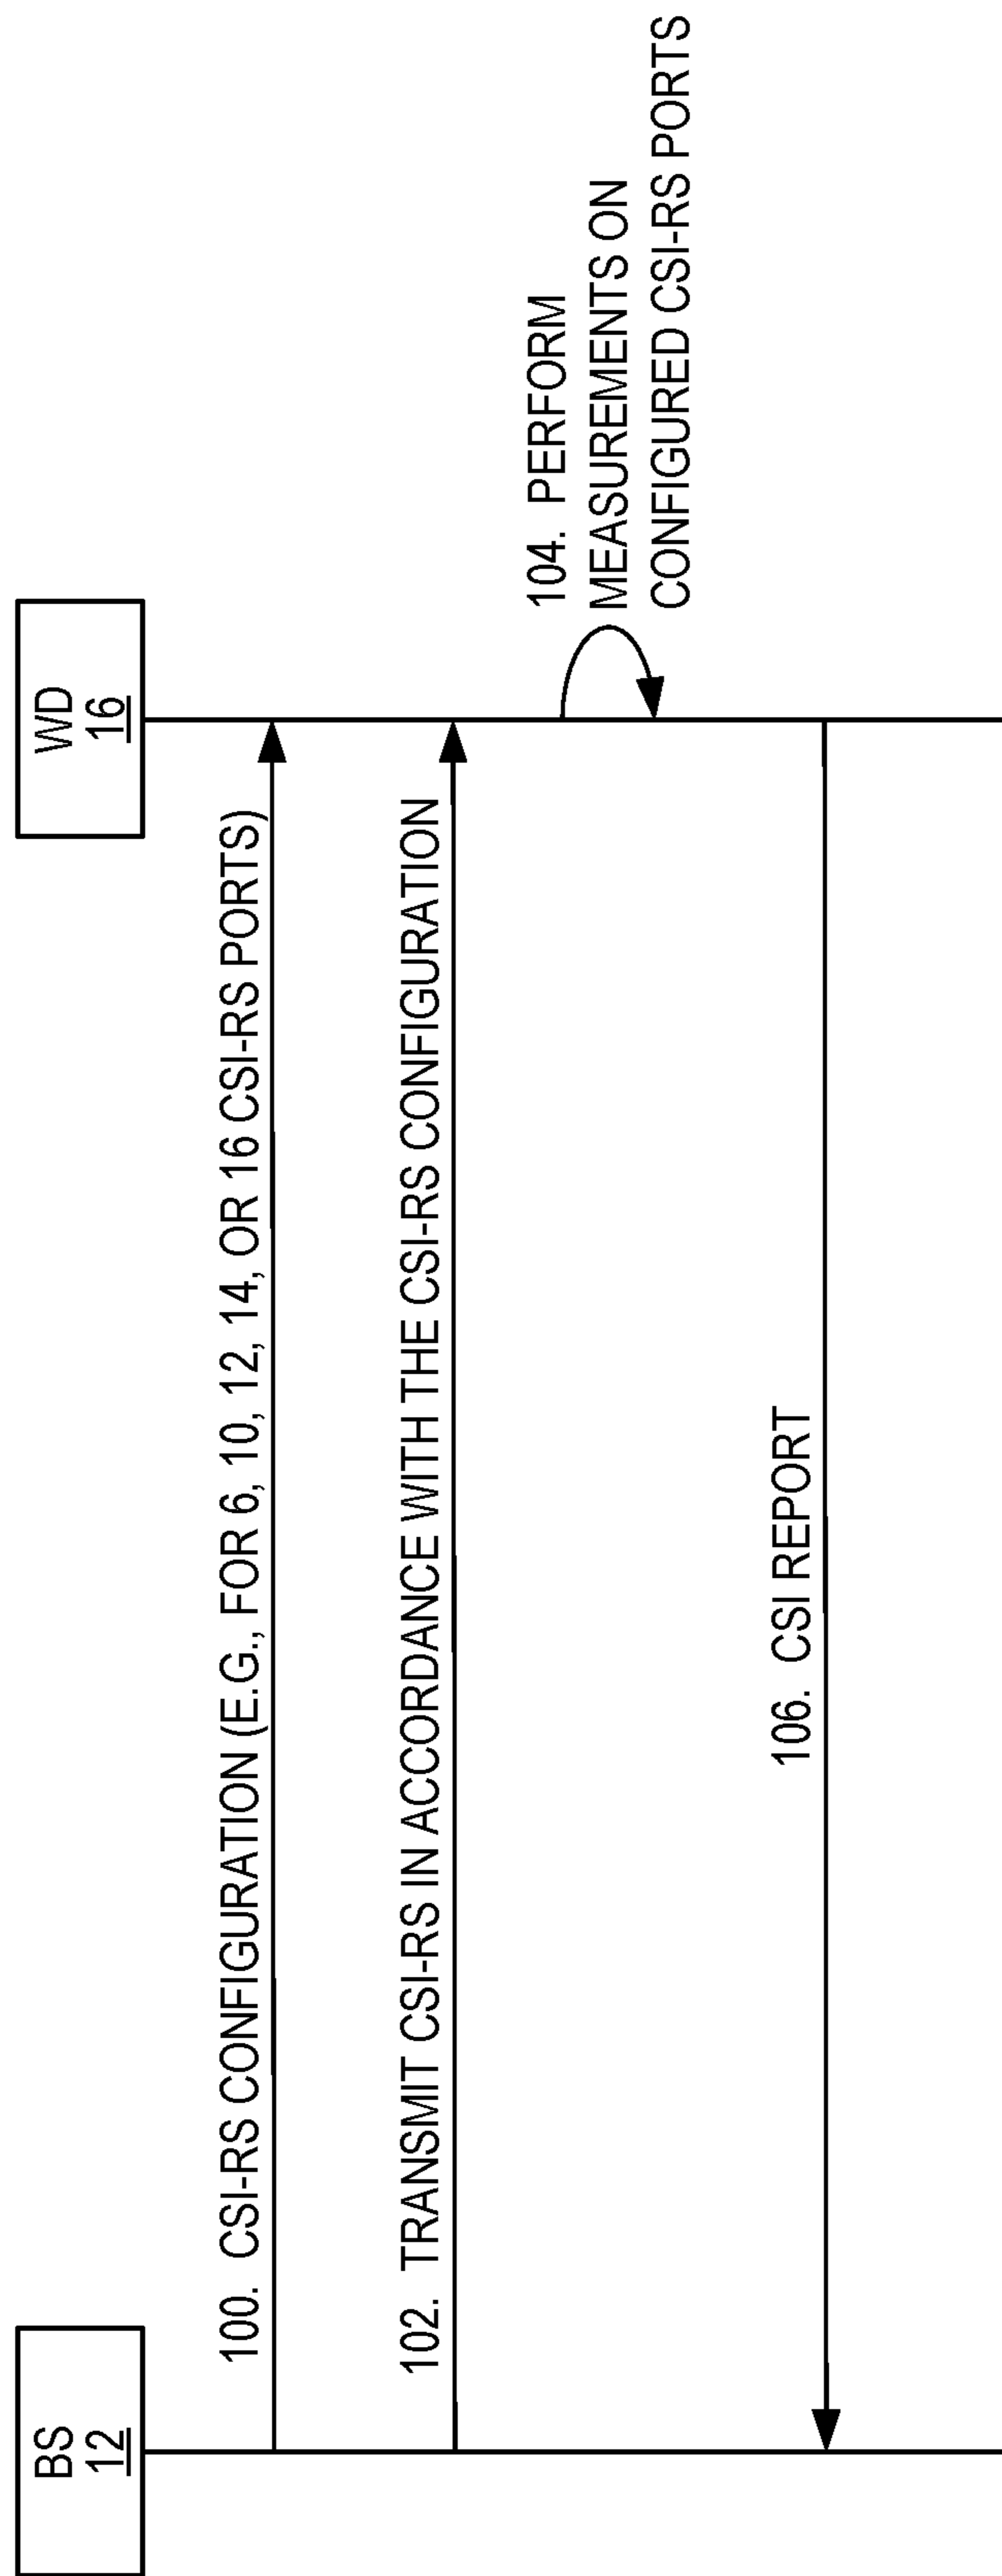 BS
12
WD
16
100. CSI-RS CONFIGURATION (E.G., FOR 6, 10, 12, 14, OR 16 CSI-RS PORTS)
102. TRANSMIT CSI-RS IN ACCORDANCE WITH THE CSI-RS CONFIGURATION
104. PERFORM
MEASUREMENTS ON
CONFIGURED CSI-RS PORTS
106. CSI REPORT